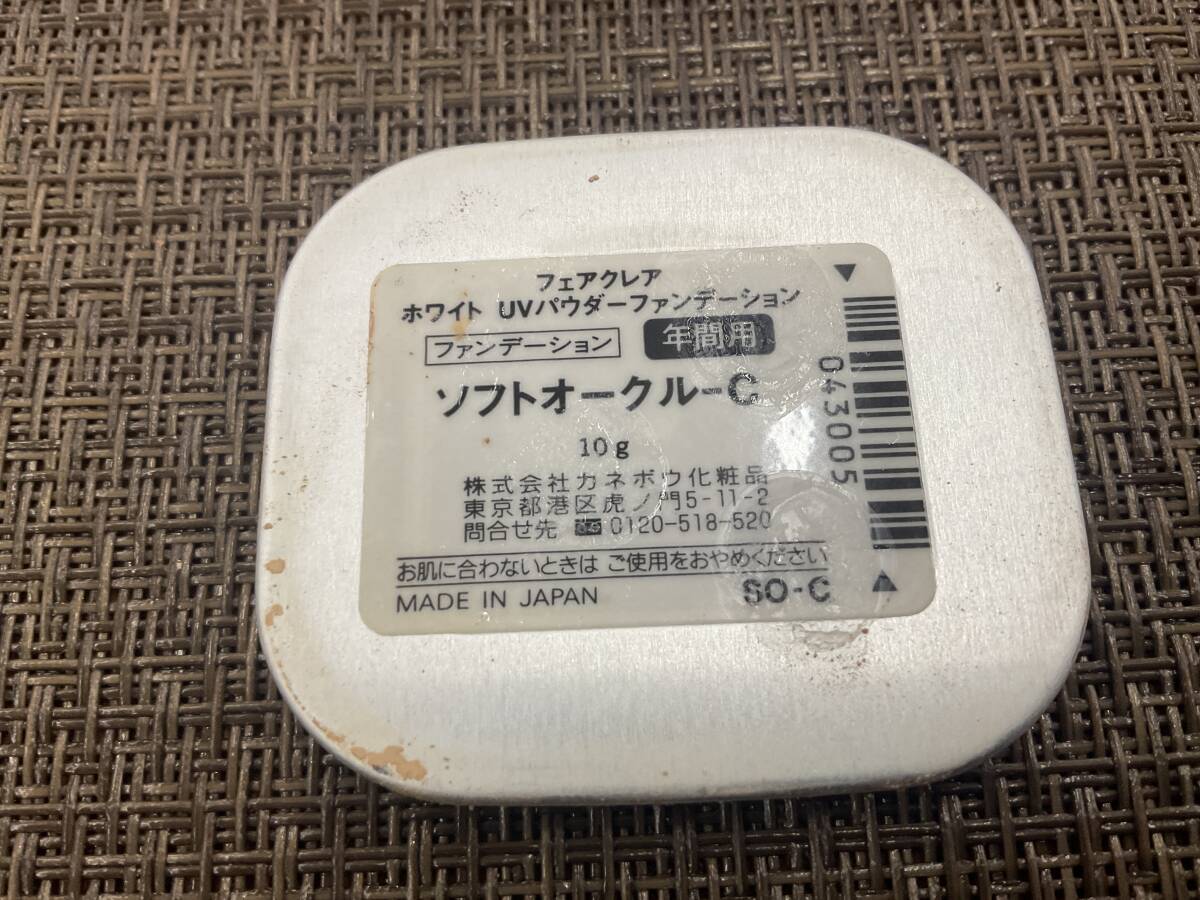 フェアクレア
ホワイト UVパウダーファンデーション
ファンデーション 年間用
ソフトオークル-C
10g
株式会社カネボウ化粧品
東京都港区虎ノ門5-11-2
問合せ先 0120-518-520
お肌に合わないときは ご使用をおやめください
MADE IN JAPAN SO-C
043005